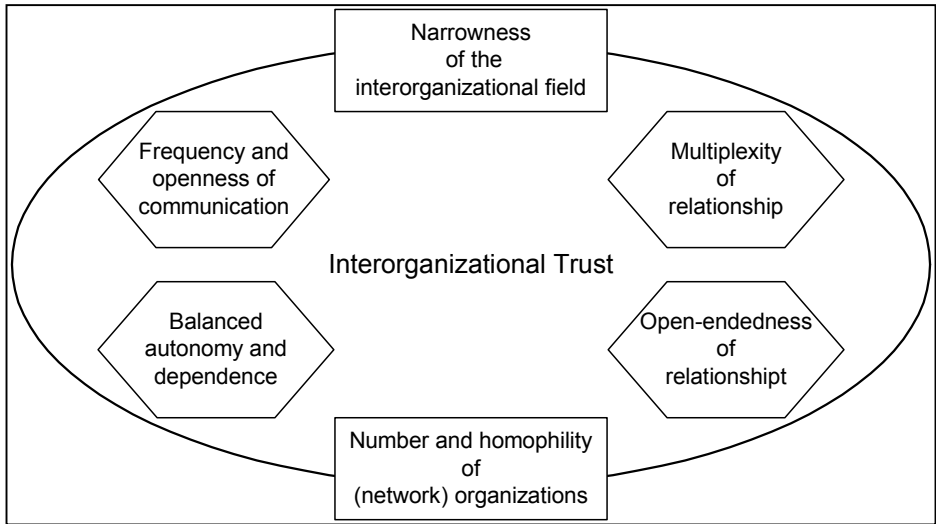 Narrowness
of the
interorganizational field
Frequency and
openness of
communication
Multiplexity
of
relationship
Interorganizational Trust
Balanced
autonomy and
dependence
Open-endedness
of
relationshipt
Number and homophility
of
(network) organizations